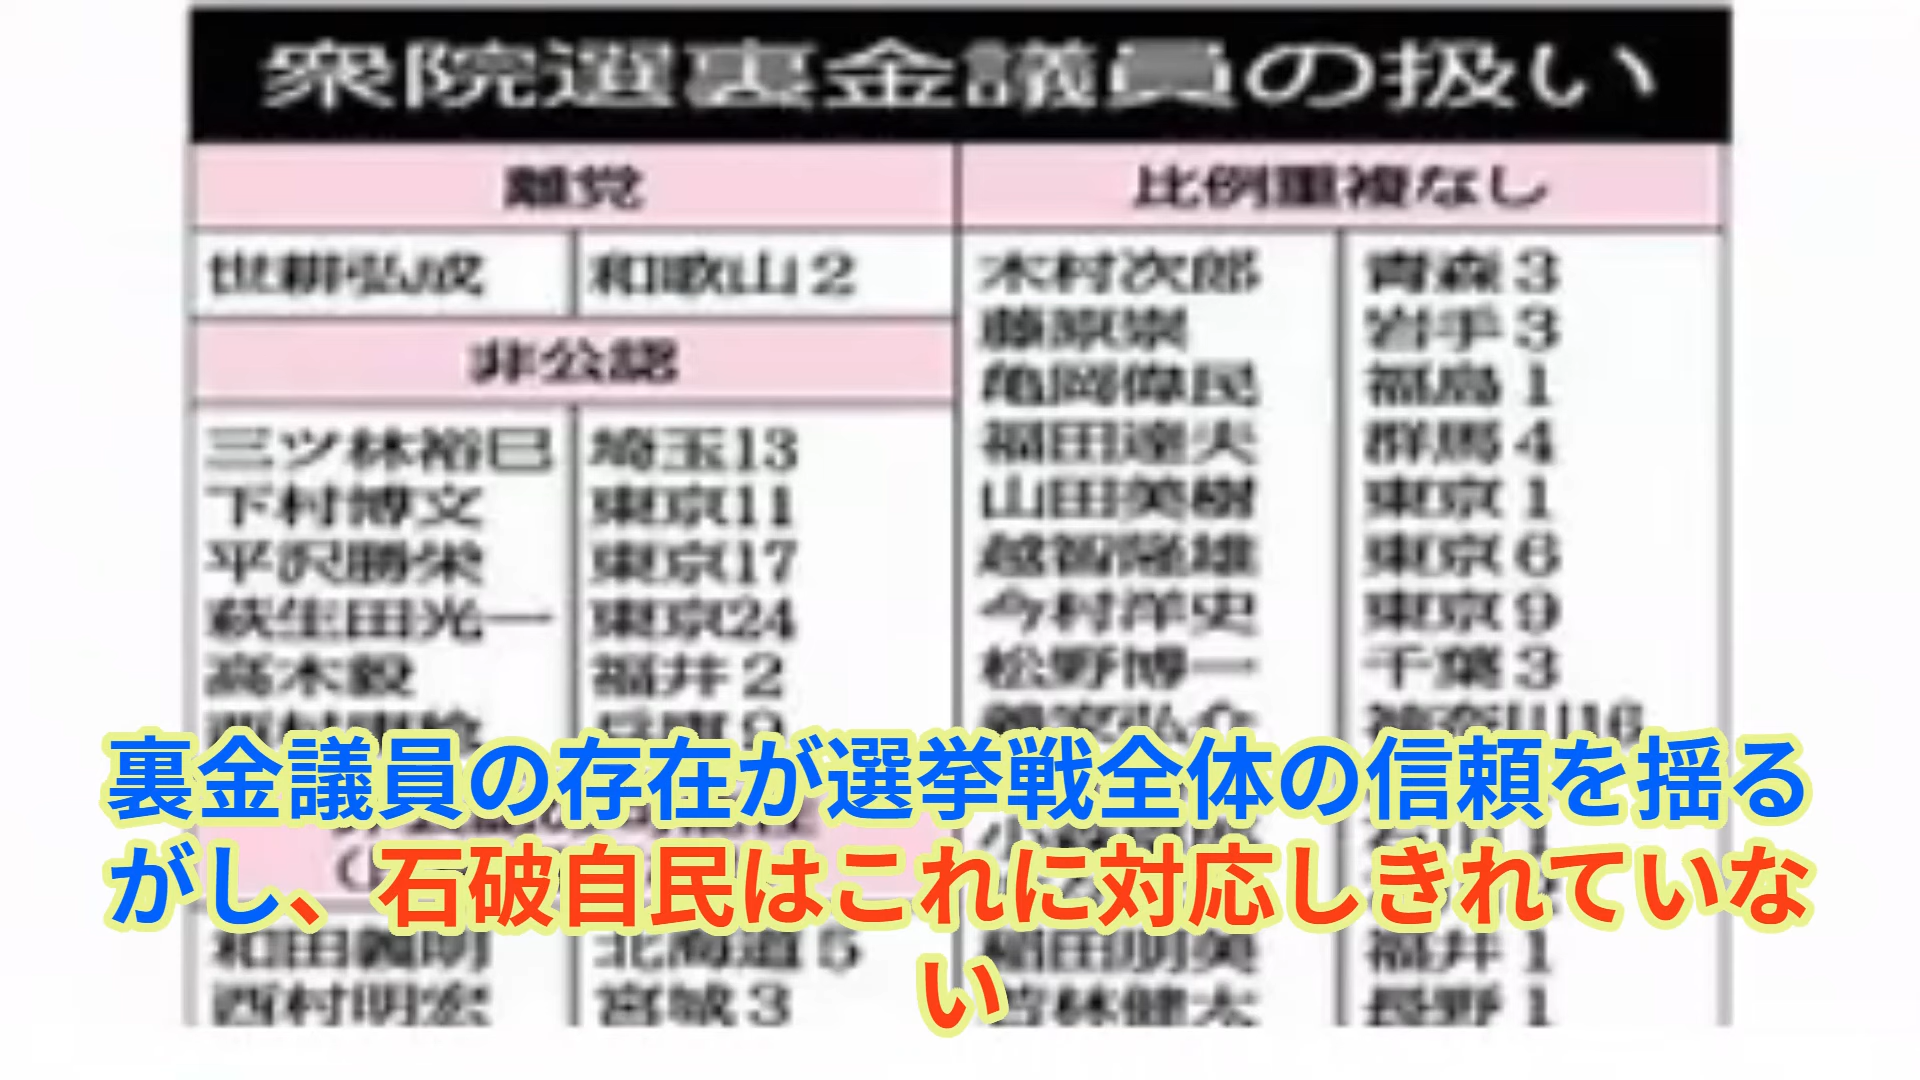 衆院選裏金議員の扱い
離党
比例重複なし
世耕弘成 和歌山2
非公認
三ツ林裕巳 埼玉13
下村博文 東京11
平沢勝栄 東京17
萩生田光一 東京24
高木毅 福井2
木村次郎 青森3
藤原崇 岩手3
亀岡偉民 福島1
福田達夫 群馬4
山田美樹 東京1
越智隆雄 東京6
今村洋史 東京9
松野博一 千葉3
義家弘介 神奈川16
和田義明 北海道5
西村明宏 宮城3
稲田朋美 福井1
若林健太 長野1
裏金議員の存在が選挙戦全体の信頼を揺る
がし、石破自民はこれに対応しきれていな
い